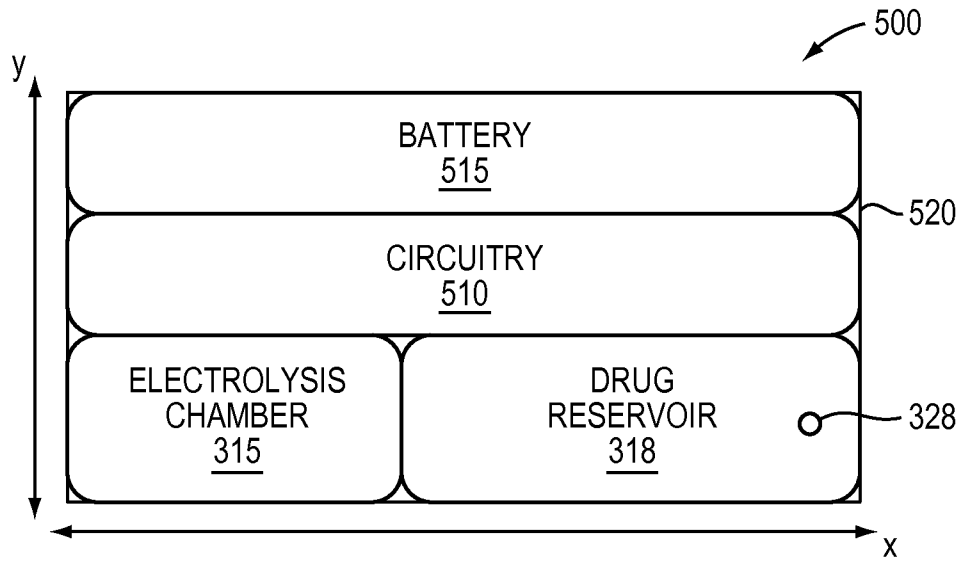 500
y
BATTERY
515
520
CIRCUITRY
510
ELECTROLYSIS
CHAMBER
315
DRUG
RESERVOIR
318
328
x